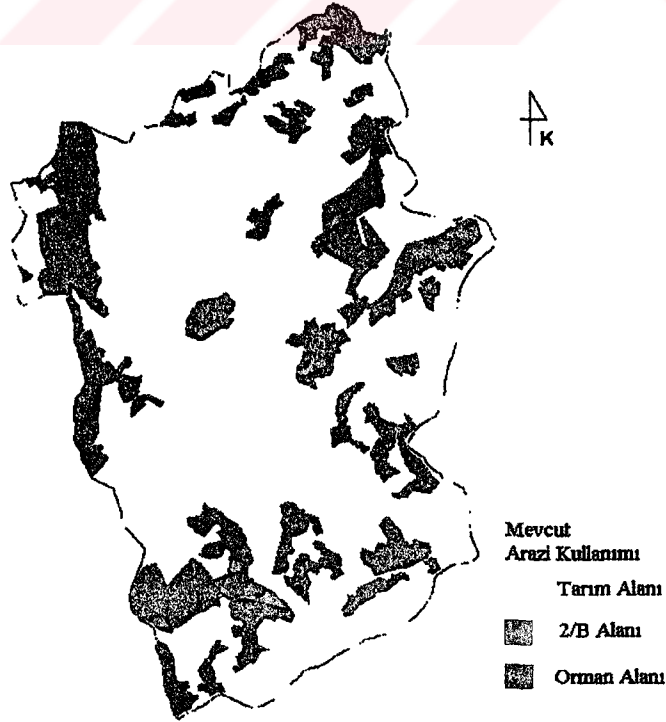 K
Mevcut
Arazi Kullanımı
Tarım Alanı
2/B Alanı
Orman Alanı